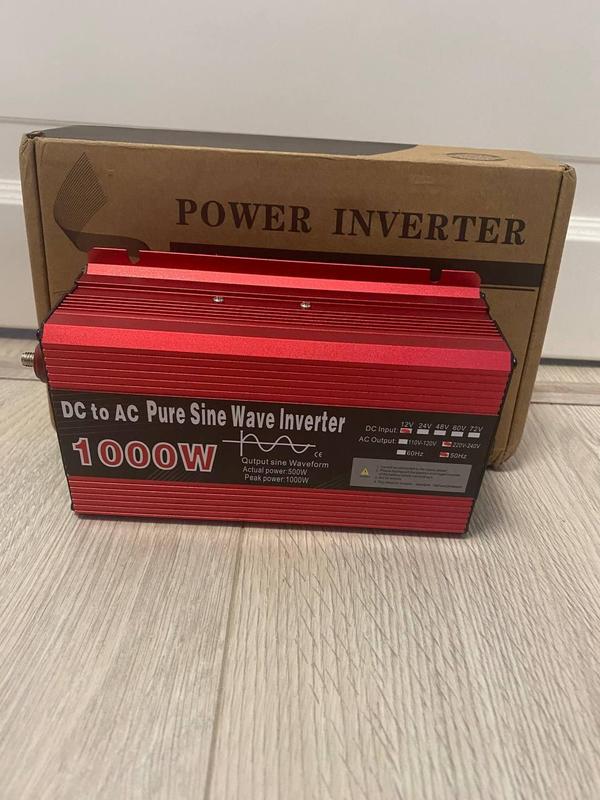 POWER INVERTER
DC to AC Pure Sine Wave Inverter
1000W
Qutput sine Waveform
Actual power:500W
Peak power:1000W
CE
12V 24V 48V 60V 72V
DC Input:
AC Output: 110V-120V 220V-240V
60Hz 50Hz